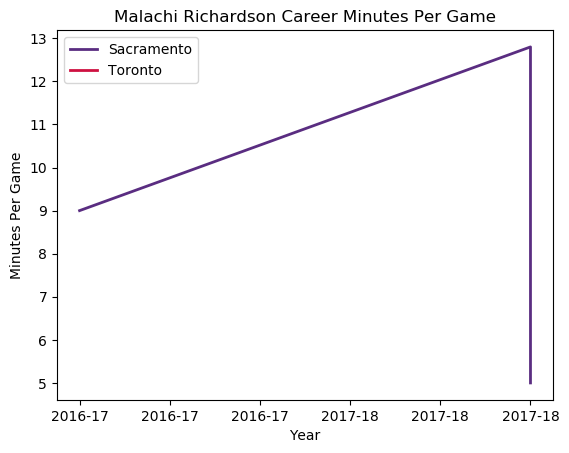 Malachi Richardson Career Minutes Per Game
Sacramento
Toronto
13
12
11
10
9
8
7
6
5
Minutes Per Game
2016-17 2016-17 2016-17 2017-18 2017-18 2017-18
Year